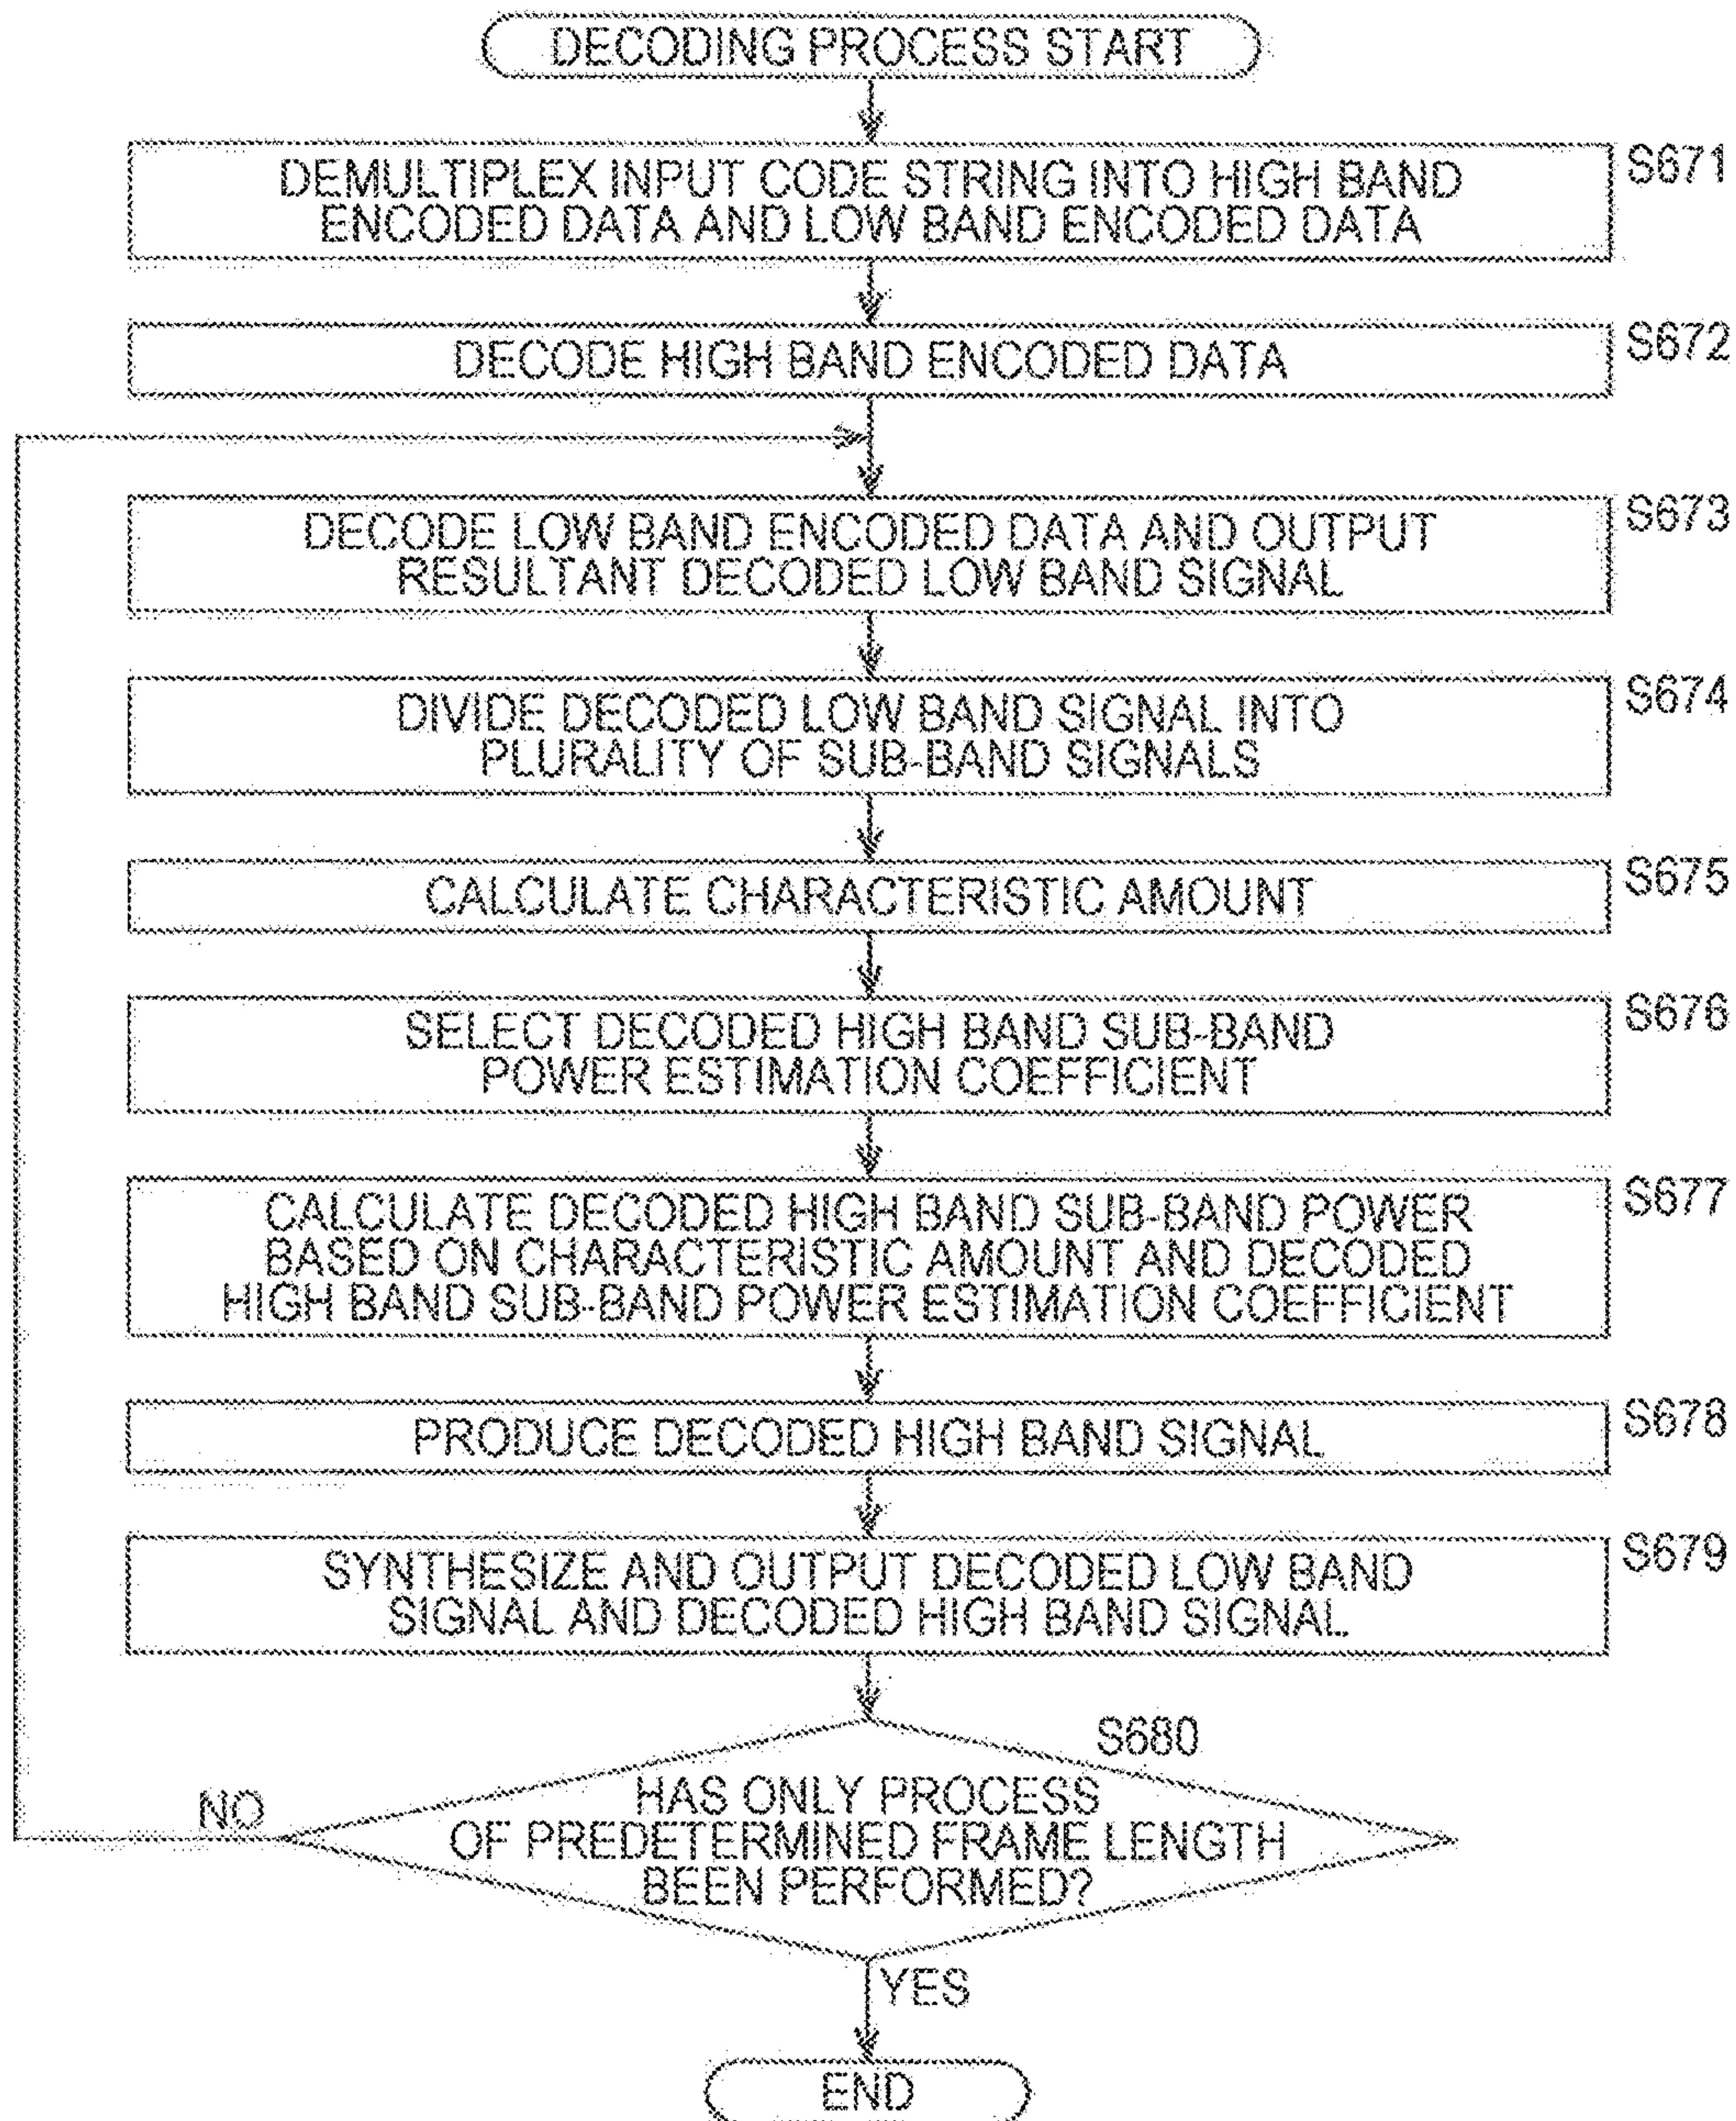 DECODING PROCESS START
S671
DEMULTIPLEX INPUT CODE STRING INTO HIGH BAND
ENCODED DATA AND LOW BAND ENCODED DATA
S672
DECODE HIGH BAND ENCODED DATA
S673
DECODE LOW BAND ENCODED DATA AND OUTPUT
RESULTANT DECODED LOW BAND SIGNAL
S674
DIVIDE DECODED LOW BAND SIGNAL INTO
PLURALITY OF SUB-BAND SIGNALS
S675
CALCULATE CHARACTERISTIC AMOUNT
S676
SELECT DECODED HIGH BAND SUB-BAND
POWER ESTIMATION COEFFICIENT
S677
CALCULATE DECODED HIGH BAND SUB-BAND POWER
BASED ON CHARACTERISTIC AMOUNT AND DECODED
HIGH BAND SUB-BAND POWER ESTIMATION COEFFICIENT
S678
PRODUCE DECODED HIGH BAND SIGNAL
S679
SYNTHESIZE AND OUTPUT DECODED LOW BAND
SIGNAL AND DECODED HIGH BAND SIGNAL
S680
HAS ONLY PROCESS
OF PREDETERMINED FRAME LENGTH
BEEN PERFORMED?
NO
YES
END